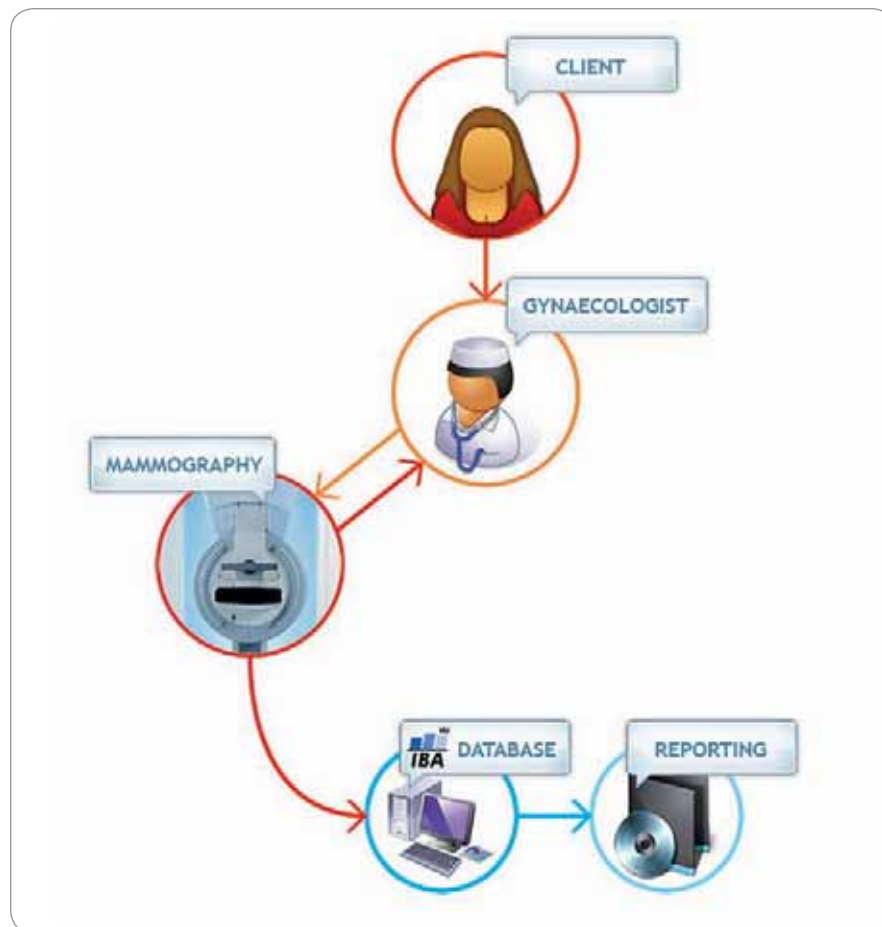 CLIENT
GYNAECOLOGIST
MAMMOGRAPHY
IBA DATABASE
REPORTING